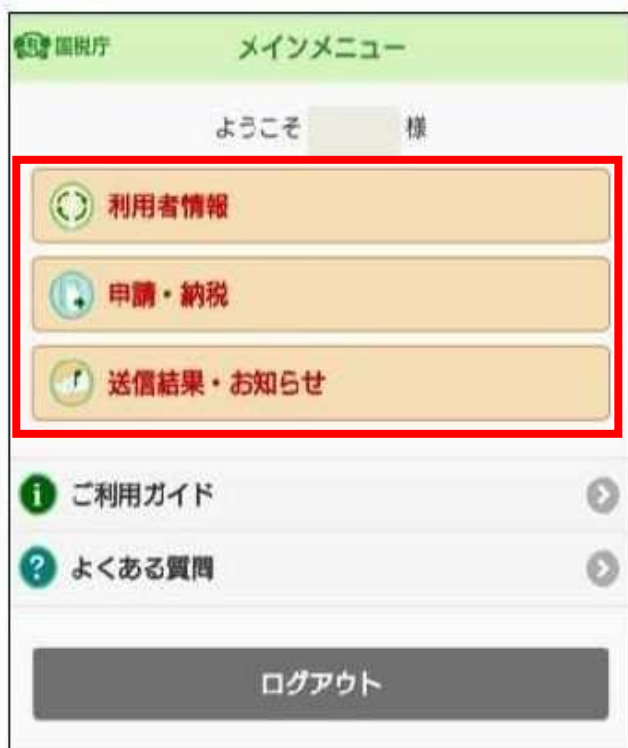 国税庁
メインメニュー
ようこそ 様
利用者情報
申請・納税
送信結果・お知らせ
ご利用ガイド
よくある質問
ログアウト